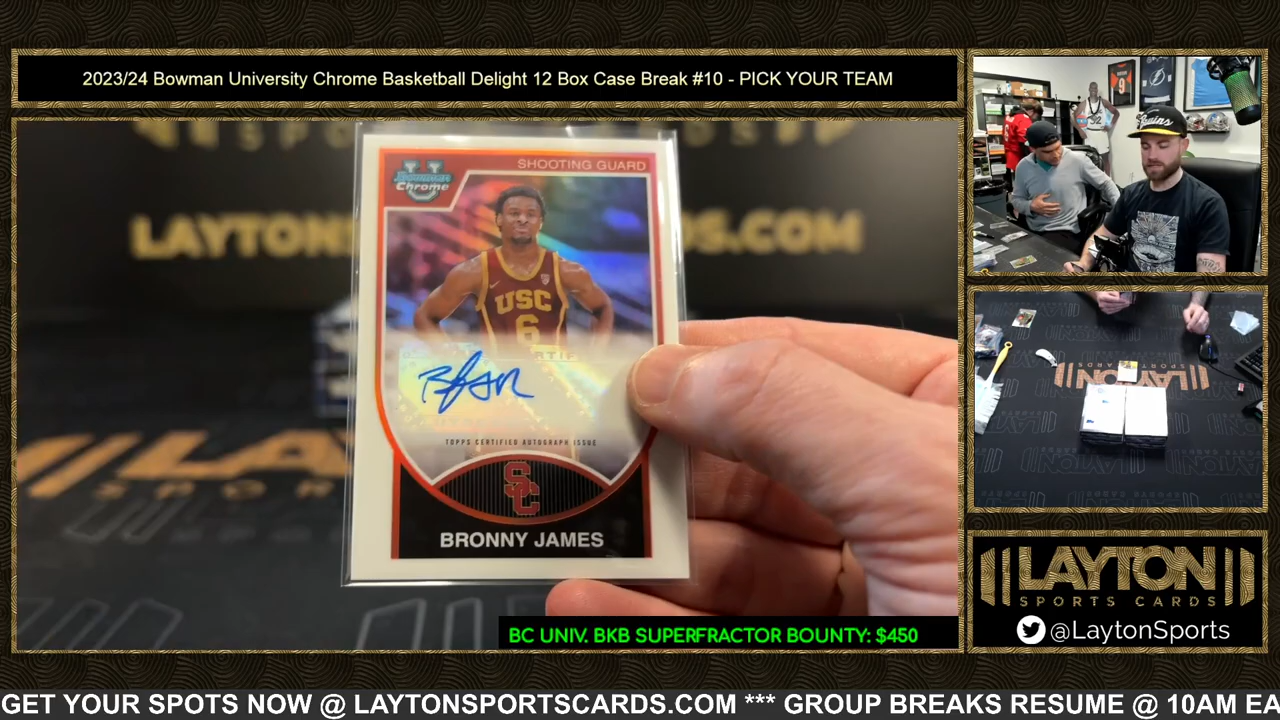 2023/24 Bowman University Chrome Basketball Delight 12 Box Case Break #10 - PICK YOUR TEAM
SHOOTING GUARD
Bowman
Chrome
USC
6
TOPPS CERTIFIED AUTOGRAPH ISSUE
SC
BRONNY JAMES
BC UNIV. BKB SUPERFRACTOR BOUNTY: $450
LAYTON
SPORTS CARDS
@LaytonSports
GET YOUR SPOTS NOW @ LAYTONSPORTSCARDS.COM *** GROUP BREAKS RESUME @ 10AM EA